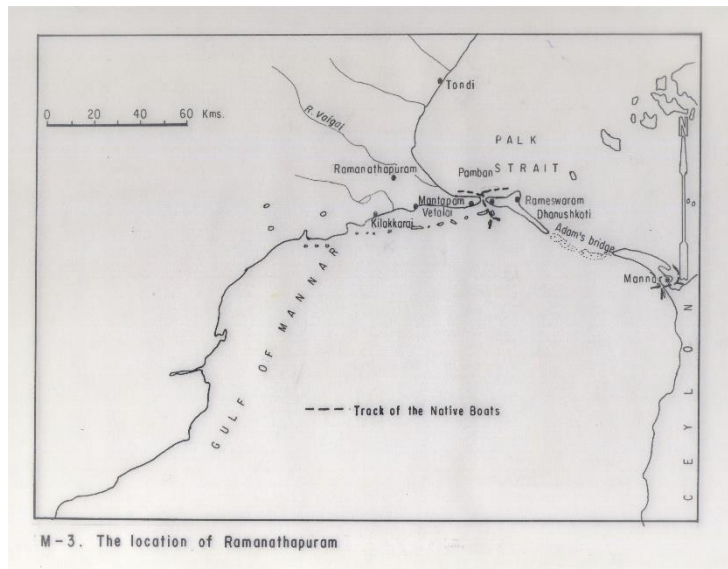 Tondi
0 20 40 60 Kms.
R. Vaigai
PALK
STRAIT
Ramanathapuram
Pamban
Mantapam
Rameswaram
Vetalai
Dhanushkoti
Kilakkarai
Adam's bridge
N
GULF OF MANNAR
CEYLON
Track of the Native Boats
M-3. The location of Ramanathapuram